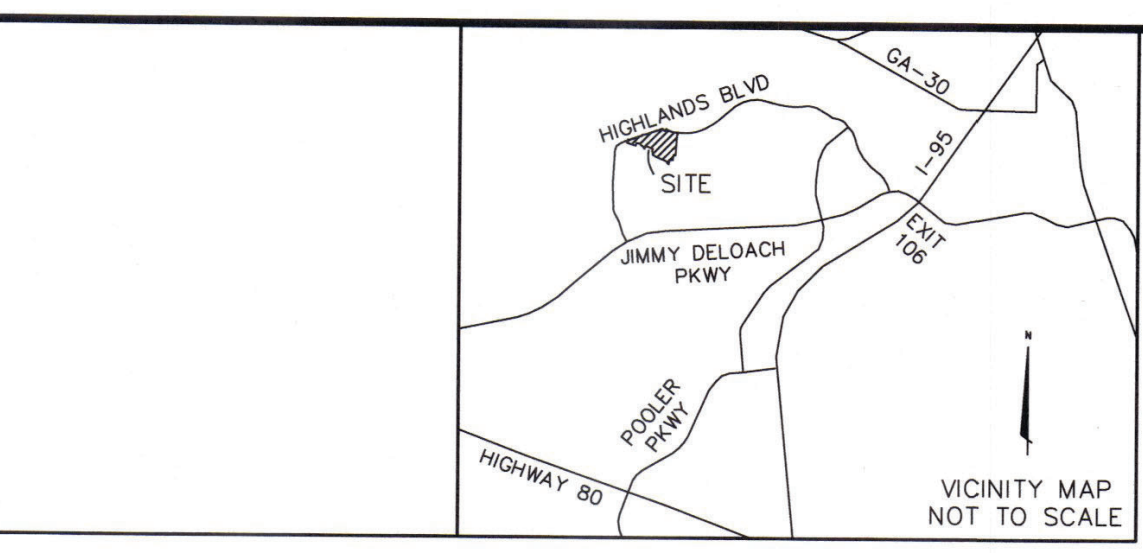 GA-30
HIGHLANDS BLVD
I-95
SITE
EXIT
106
JIMMY DELOACH
PKWY
N
POOLER
PKWY
HIGHWAY 80
VICINITY MAP
NOT TO SCALE